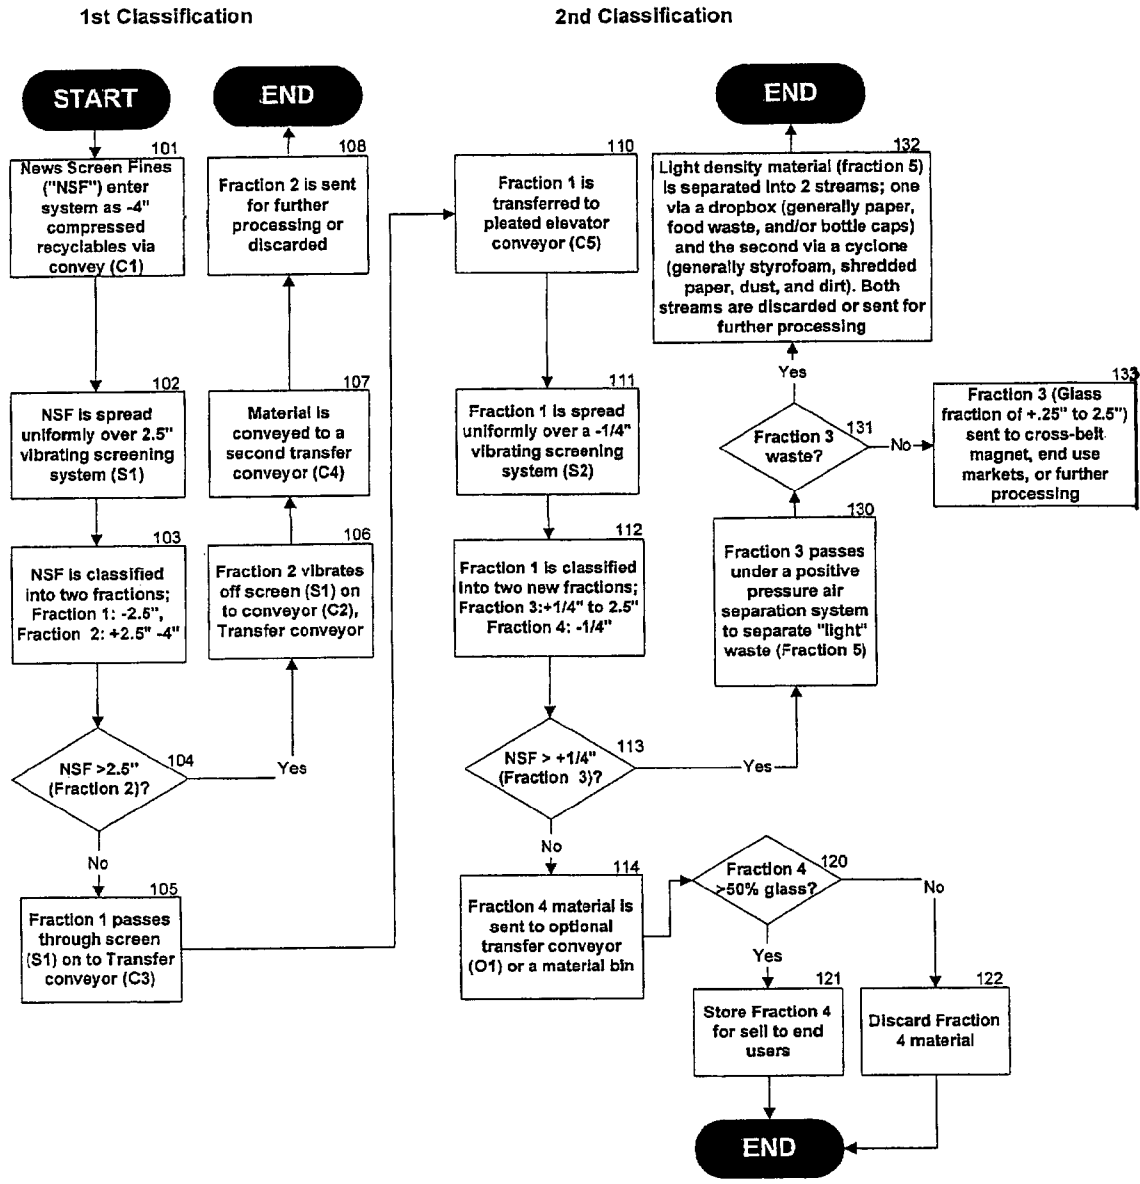 1st Classification
2nd Classification
START
101
News Screen Fines
("NSF") enter
system as -4"
compressed
recyclables via
convey (C1)
102
NSF is spread
uniformly over 2.5"
vibrating screening
system (S1)
103
NSF is classified
into two fractions;
Fraction 1: -2.5",
Fraction 2: +2.5" -4"
NSF >2.5"
(Fraction 2)?
104
Yes
No
105
Fraction 1 passes
through screen
(S1) on to Transfer
conveyor (C3)
END
108
Fraction 2 is sent
for further
processing or
discarded
107
Material is
conveyed to a
second transfer
conveyor (C4)
106
Fraction 2 vibrates
off screen (S1) on
to conveyor (C2),
Transfer conveyor
110
Fraction 1 is
transferred to
pleated elevator
conveyor (C5)
111
Fraction 1 is spread
uniformly over a -1/4"
vibrating screening
system (S2)
112
Fraction 1 is classified
into two new fractions;
Fraction 3:+1/4" to 2.5"
Fraction 4: -1/4"
NSF > +1/4"
(Fraction 3)?
113
Yes
No
114
Fraction 4 material is
sent to optional
transfer conveyor
(O1) or a material bin
END
132
Light density material (fraction 5)
is separated into 2 streams; one
via a dropbox (generally paper,
food waste, and/or bottle caps)
and the second via a cyclone
(generally styrofoam, shredded
paper, dust, and dirt). Both
streams are discarded or sent for
further processing
Yes
Fraction 3
waste?
131
No
133
Fraction 3 (Glass
fraction of +.25" to 2.5")
sent to cross-belt
magnet, end use
markets, or further
processing
130
Fraction 3 passes
under a positive
pressure air
separation system
to separate "light"
waste (Fraction 5)
Fraction 4
>50% glass?
120
No
Yes
121
Store Fraction 4
for sell to end
users
122
Discard Fraction
4 material
END